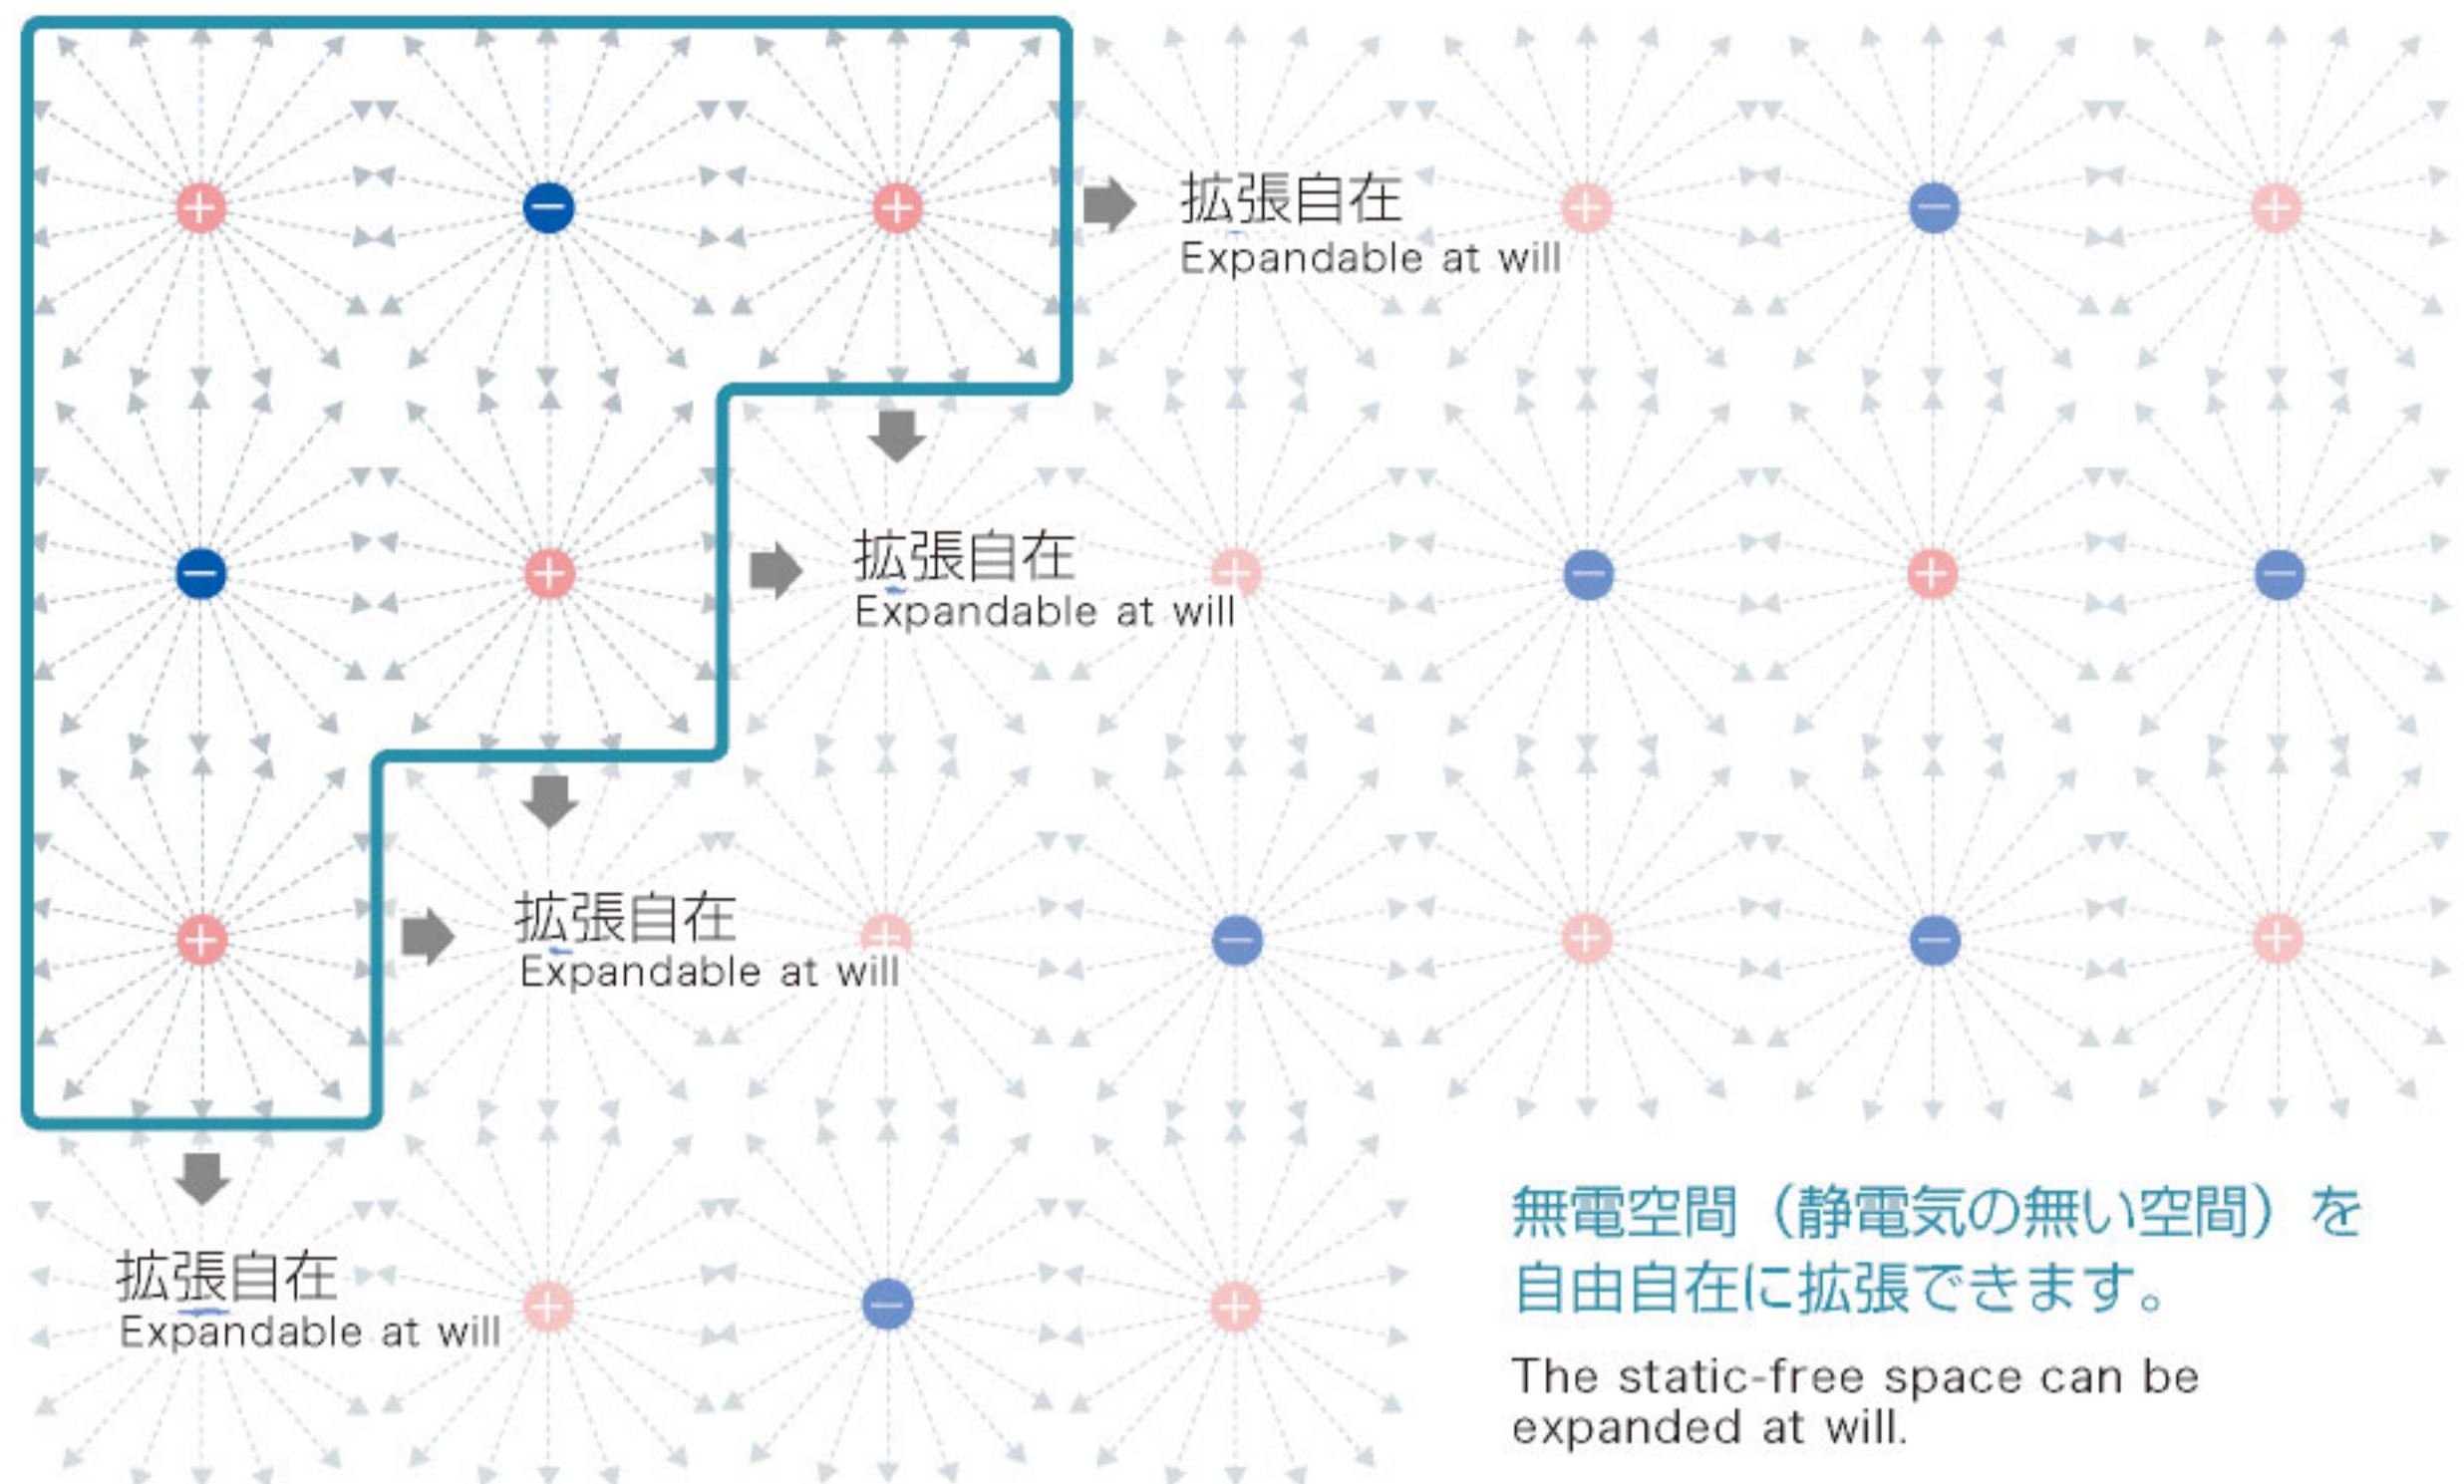 拡張自在
Expandable at will
拡張自在
Expandable at will
拡張自在
Expandable at will
拡張自在
Expandable at will
無電空間（静電気の無い空間）を
自由自在に拡張できます。
The static-free space can be
expanded at will.